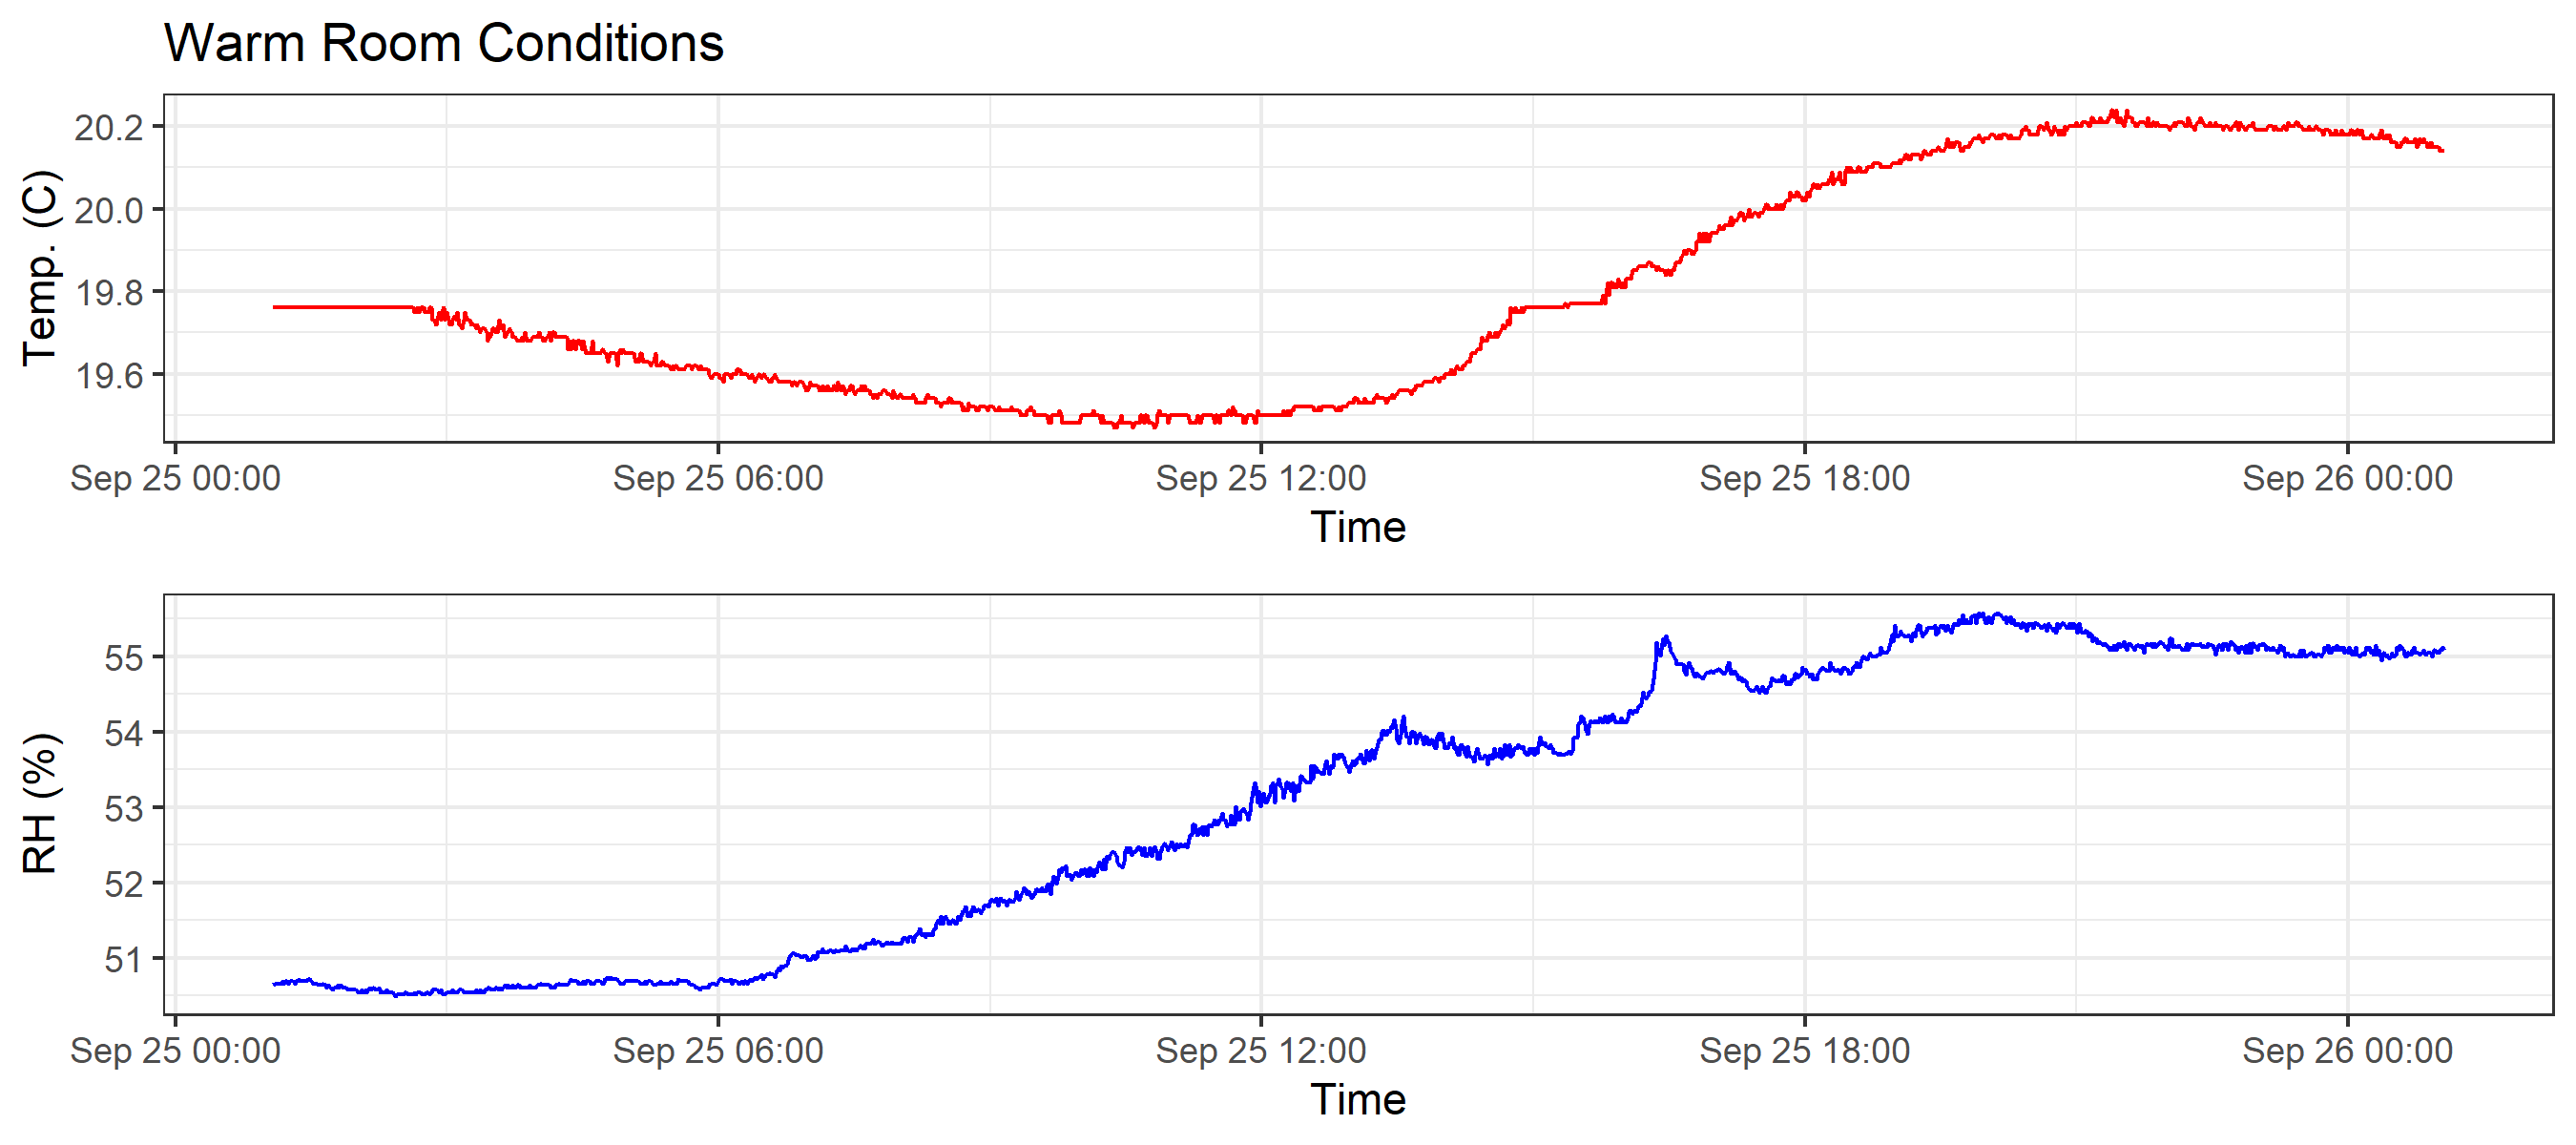 Warm Room Conditions
Temp. (C)
20.2
20.0
19.8
19.6
Sep 25 00:00 Sep 25 06:00 Sep 25 12:00 Sep 25 18:00 Sep 26 00:00
Time
RH (%)
55
54
53
52
51
Sep 25 00:00 Sep 25 06:00 Sep 25 12:00 Sep 25 18:00 Sep 26 00:00
Time